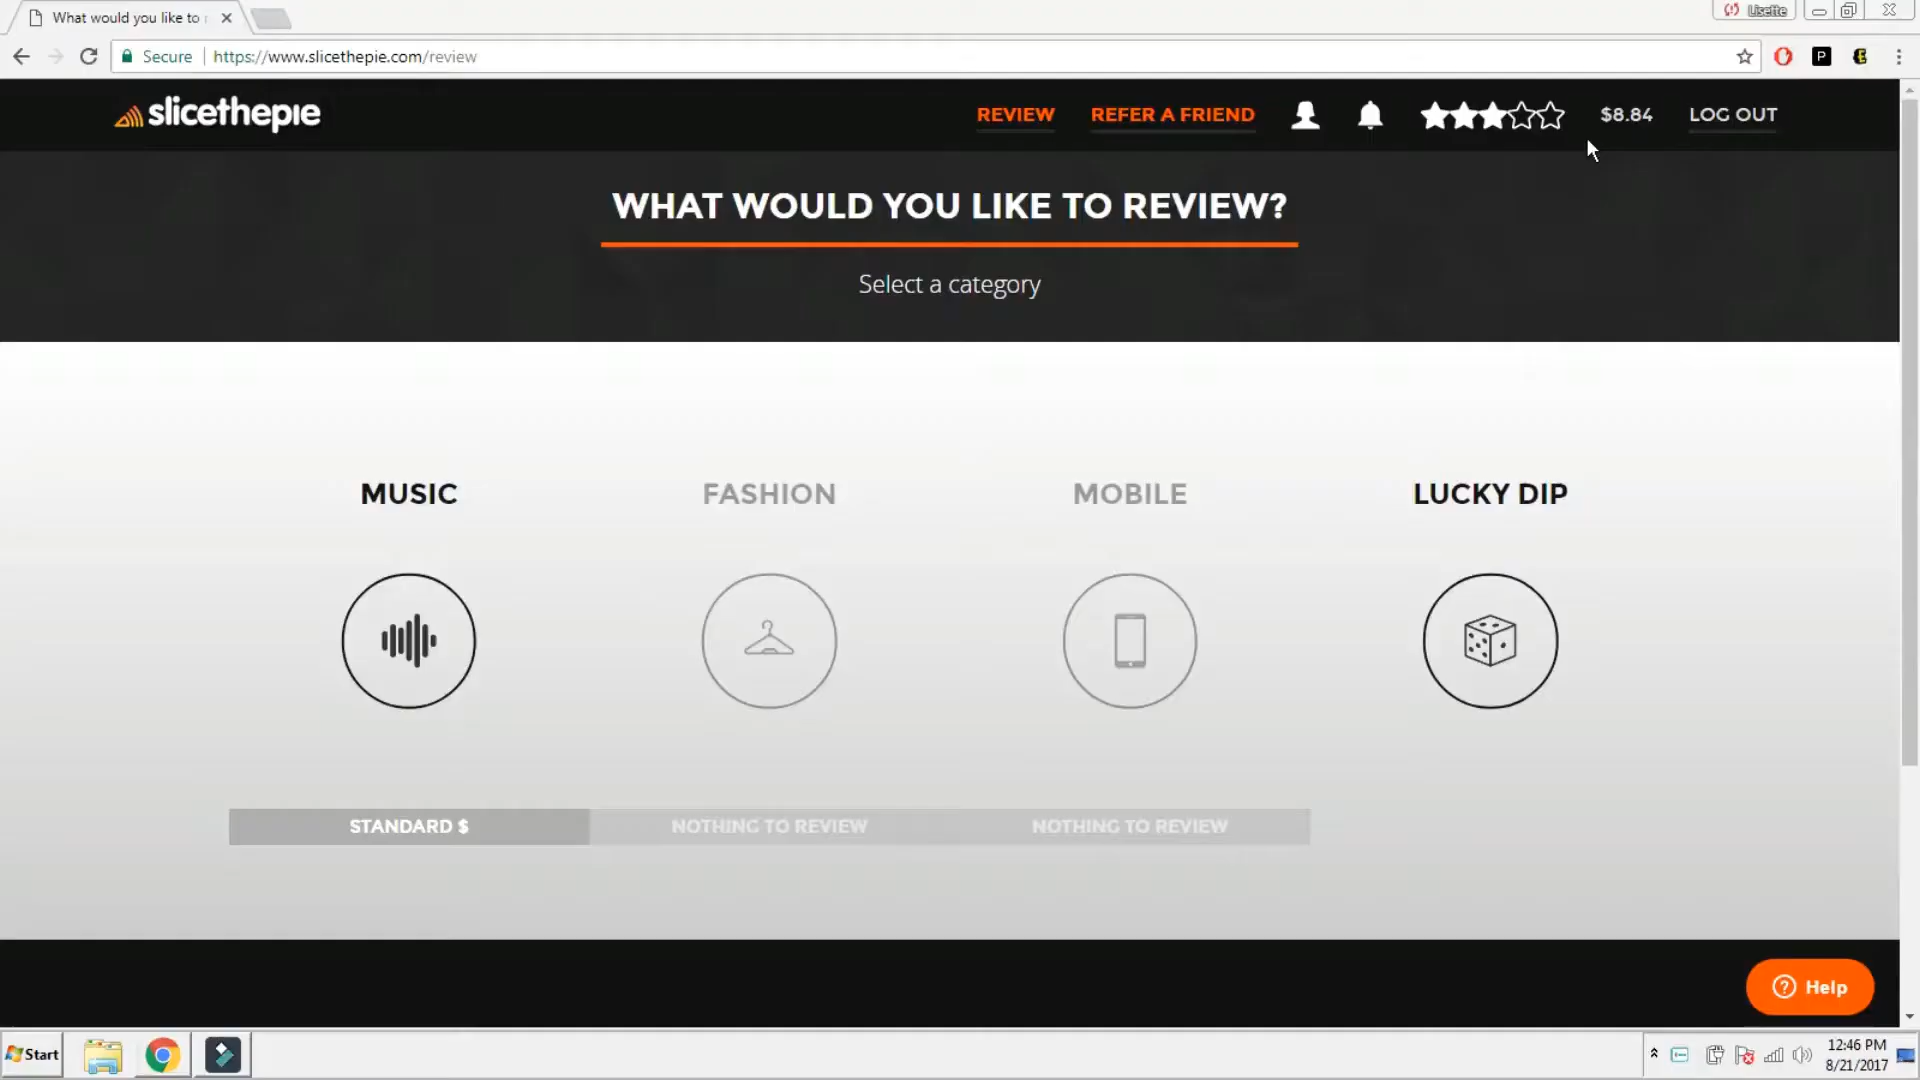 What would you like to
Lisette
Secure
https://www.slicethepie.com/review
P
slicethepie
REVIEW
REFER A FRIEND
$8.84
LOG OUT
WHAT WOULD YOU LIKE TO REVIEW?
Select a category
MUSIC
FASHION
MOBILE
LUCKY DIP
STANDARD $
NOTHING TO REVIEW
NOTHING TO REVIEW
Help
Start
12:46 PM
8/21/2017